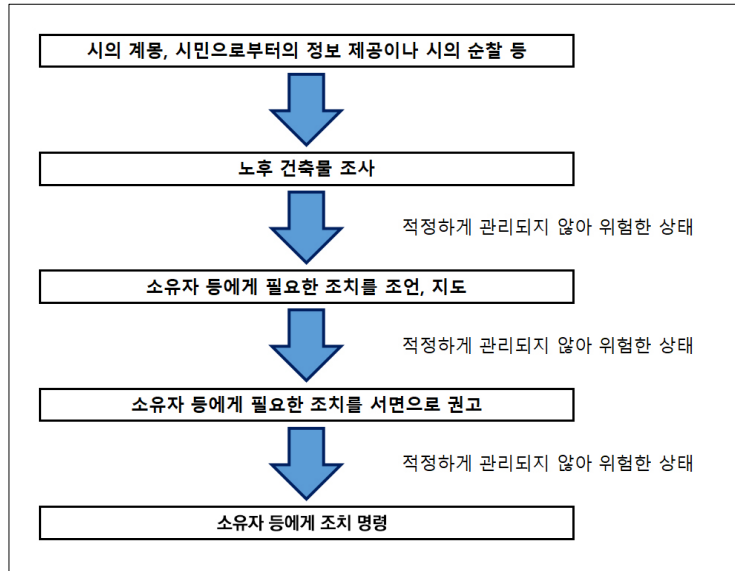 시의 계몽, 시민으로부터의 정보 제공이나 시의 순찰 등
노후 건축물 조사
적정하게 관리되지 않아 위험한 상태
소유자 등에게 필요한 조치를 조언, 지도
적정하게 관리되지 않아 위험한 상태
소유자 등에게 필요한 조치를 서면으로 권고
적정하게 관리되지 않아 위험한 상태
소유자 등에게 조치 명령